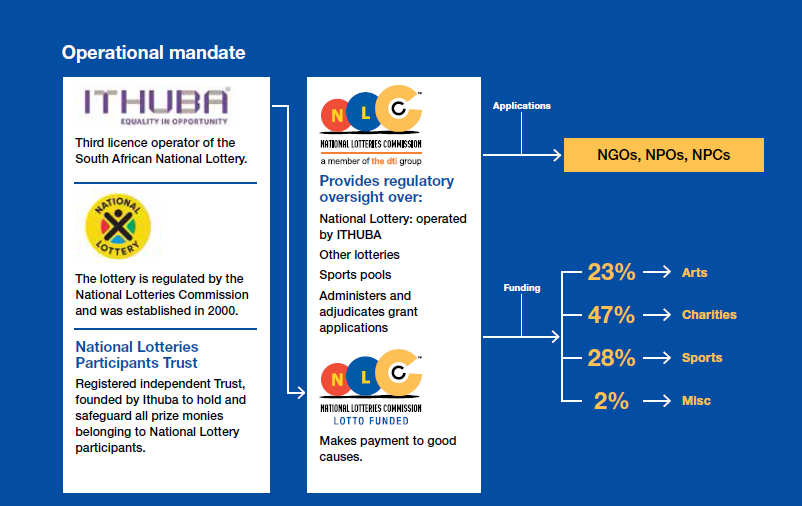 Operational mandate
ITHUBA
EQUALITY IN OPPORTUNITY
Third licence operator of the
South African National Lottery.
NATIONAL
LOTTERY
The lottery is regulated by the
National Lotteries Commission
and was established in 2000.
National Lotteries
Participants Trust
Registered independent Trust,
founded by Ithuba to hold and
safeguard all prize monies
belonging to National Lottery
participants.
NLC™
NATIONAL LOTTERIES COMMISSION
a member of the dti group
Provides regulatory
oversight over:
National Lottery: operated
by ITHUBA
Other lotteries
Sports pools
Administers and
adjudicates grant
applications
NLC™
NATIONAL LOTTERIES COMMISSION
LOTTO FUNDED
Makes payment to good
causes.
Applications
NGOs, NPOs, NPCs
Funding
23% Arts
47% Charities
28% Sports
2% Misc